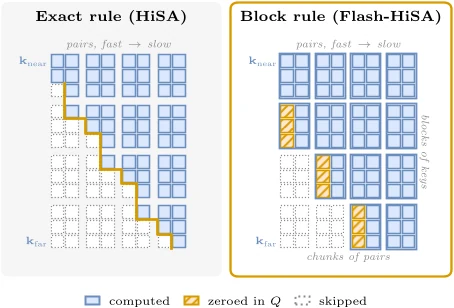 Exact rule (HiSA)
pairs, fast → slow
k_near
k_far
Block rule (Flash-HiSA)
pairs, fast → slow
k_near
blocks of keys
k_far
chunks of pairs
computed
zeroed in Q
skipped